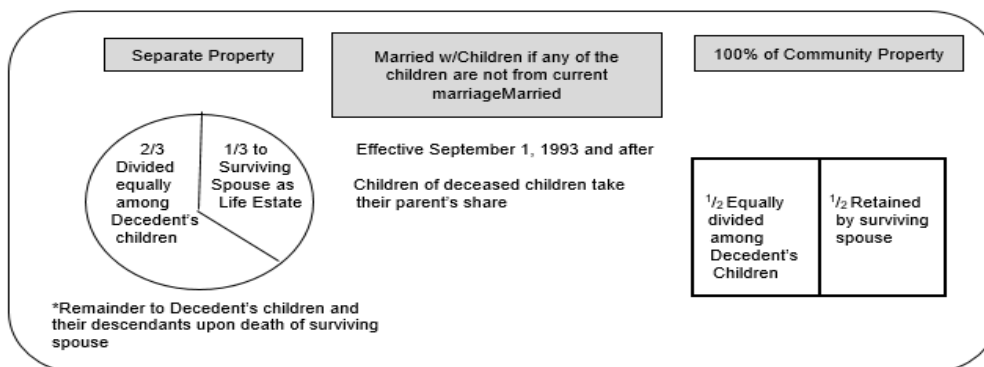 Separate Property
Married w/Children if any of the
children are not from current
marriageMarried
100% of Community Property
2/3
Divided
equally
among
Decedent's
children
1/3 to
Surviving
Spouse as
Life Estate
Effective September 1, 1993 and after
Children of deceased children take
their parent's share
1/2 Equally
divided
among
Decedent's
Children
1/2 Retained
by surviving
spouse
*Remainder to Decedent's children and
their descendants upon death of surviving
spouse